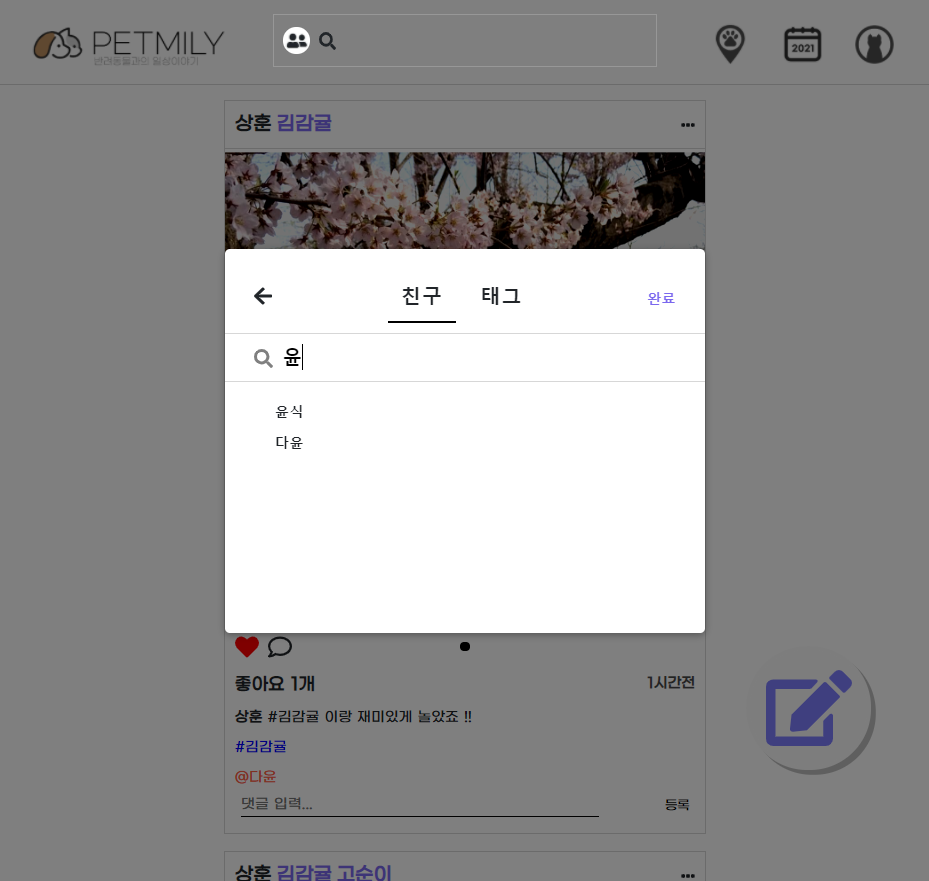 PETMILY
반려동물과의 일상이야기
2021
상훈 김감귤
친구 태그 완료
윤
윤식
다윤
좋아요 1개 1시간전
상훈 #김감귤 이랑 재미있게 놀았죠 !!
#김감귤
@다윤
댓글 입력... 등록
상훈 김감귤 고순이